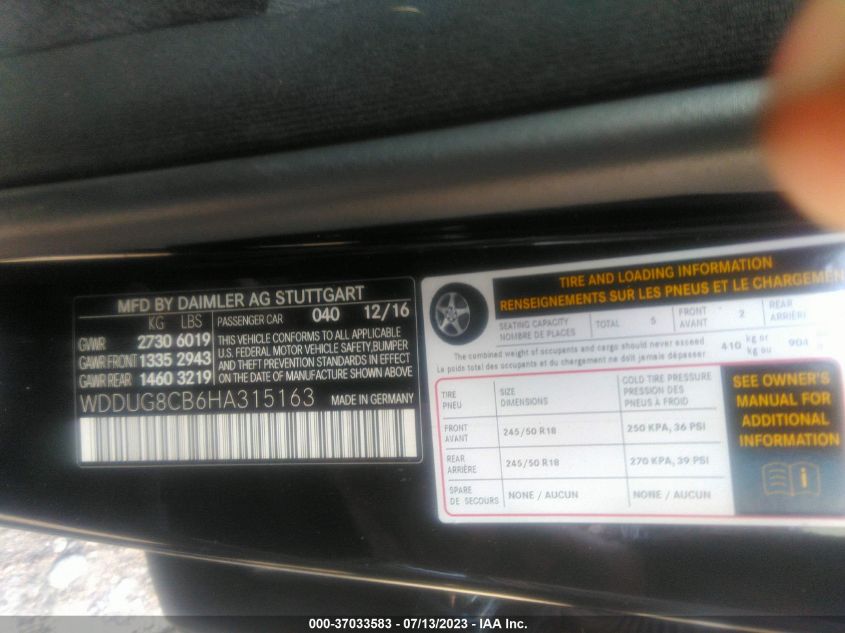 MFD BY DAIMLER AG STUTTGART
KG LBS PASSENGER CAR 040 12/16
GVWR 2730 6019
GAWR FRONT 1335 2943
GAWR REAR 1460 3219
THIS VEHICLE CONFORMS TO ALL APPLICABLE
U.S. FEDERAL MOTOR VEHICLE SAFETY, BUMPER
AND THEFT PREVENTION STANDARDS IN EFFECT
ON THE DATE OF MANUFACTURE SHOWN ABOVE.
WDDUG8CB6HA315163 MADE IN GERMANY
TIRE AND LOADING INFORMATION
RENSEIGNEMENTS SUR LES PNEUS ET LE CHARGEMEN
SEATING CAPACITY
NOMBRE DE PLACES
TOTAL 5
FRONT
AVANT
2
REAR
ARRIÈRE
The combined weight of occupants and cargo should never exceed
Le poids total des occupants et du chargement ne doit jamais dépasser
410 kg or
kg ou
904
TIRE
PNEU
SIZE
DIMENSIONS
COLD TIRE PRESSURE
PRESSION DES
PNEUS À FROID
FRONT
AVANT
245/50 R18
250 KPA, 36 PSI
REAR
ARRIÈRE
245/50 R18
270 KPA, 39 PSI
SPARE
DE SECOURS
NONE / AUCUN
NONE / AUCUN
SEE OWNER'S
MANUAL FOR
ADDITIONAL
INFORMATION
000-37033583 / 07/13/2023 - IAA Inc.